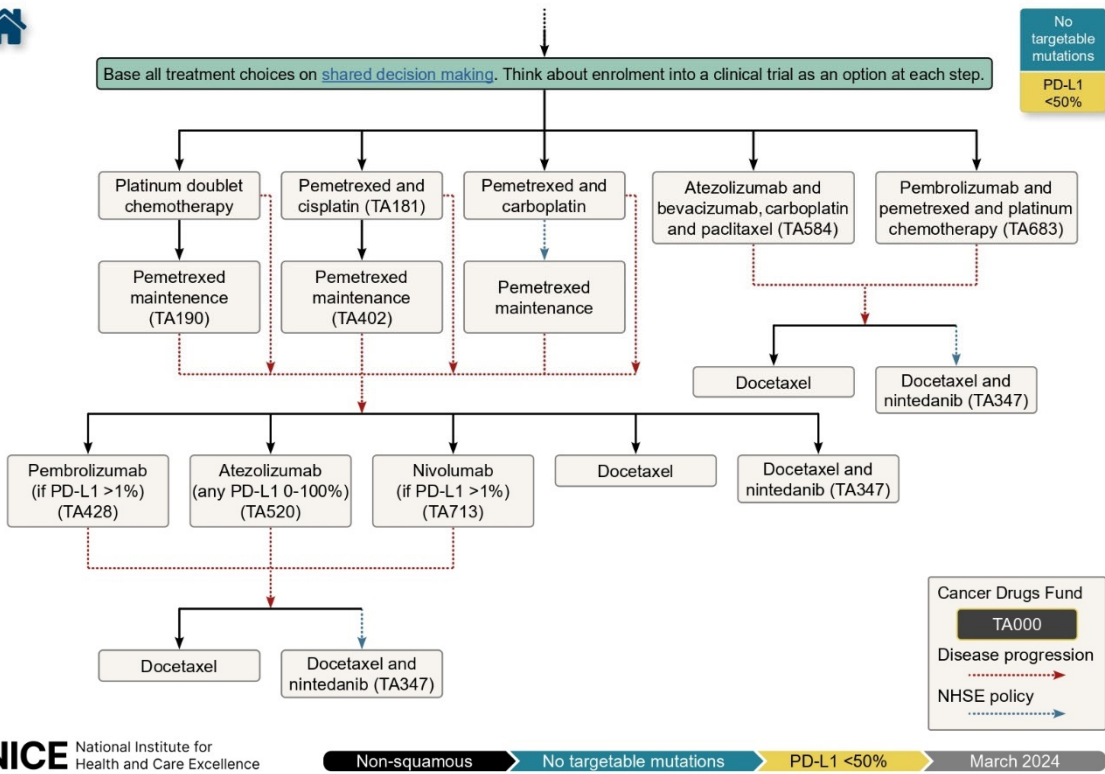 No
targetable
mutations
PD-L1
<50%
Base all treatment choices on shared decision making. Think about enrolment into a clinical trial as an option at each step.
Platinum doublet
chemotherapy
Pemetrexed and
cisplatin (TA181)
Pemetrexed and
carboplatin
Atezolizumab and
bevacizumab, carboplatin
and paclitaxel (TA584)
Pembrolizumab and
pemetrexed and platinum
chemotherapy (TA683)
Pemetrexed
maintenence
(TA190)
Pemetrexed
maintenance
(TA402)
Pemetrexed
maintenance
Docetaxel
Docetaxel and
nintedanib (TA347)
Pembrolizumab
(if PD-L1 >1%)
(TA428)
Atezolizumab
(any PD-L1 0-100%)
(TA520)
Nivolumab
(if PD-L1 >1%)
(TA713)
Docetaxel
Docetaxel and
nintedanib (TA347)
Docetaxel
Docetaxel and
nintedanib (TA347)
Cancer Drugs Fund
TA000
Disease progression
NHSE policy
NICE National Institute for
Health and Care Excellence
Non-squamous
No targetable mutations
PD-L1 <50%
March 2024